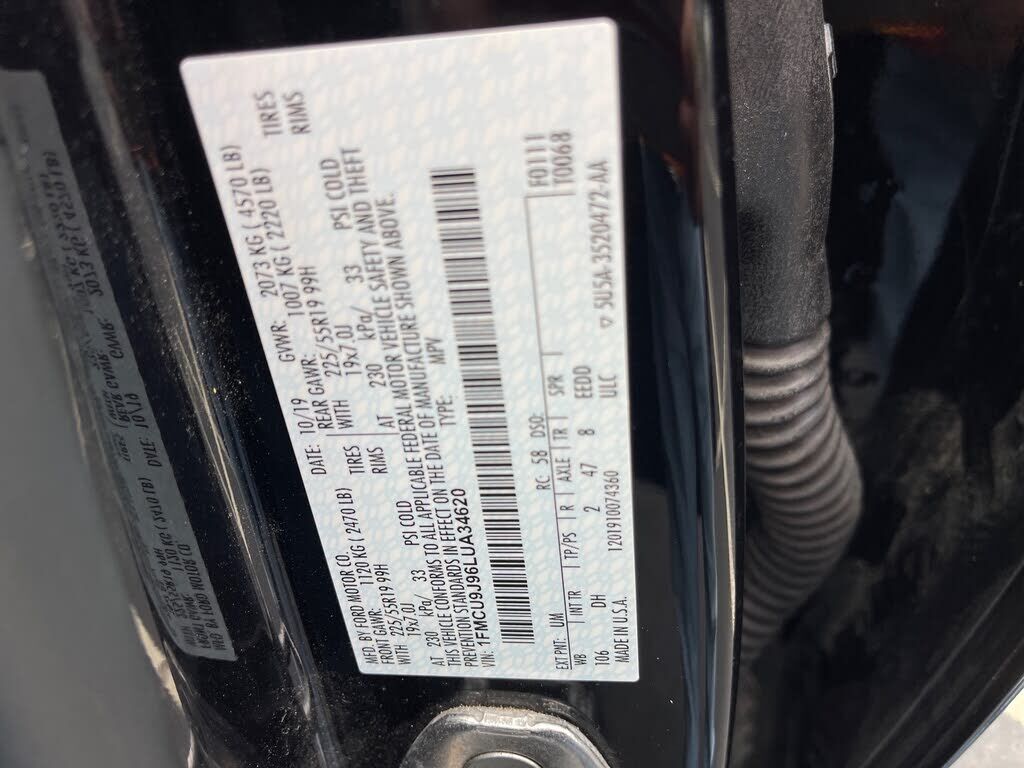 MFD. BY FORD MOTOR CO.
DATE: 10/19 GVWR: 2073 KG ( 4570 LB)
FRONT GAWR: 1120 KG ( 2470 LB) REAR GAWR: 1007 KG ( 2220 LB)
WITH 225/55R19 99H TIRES WITH 225/55R19 99H TIRES
19x7.0J RIMS 19x7.0J RIMS
AT 230 kPa/ 33 PSI COLD AT 230 kPa/ 33 PSI COLD
THIS VEHICLE CONFORMS TO ALL APPLICABLE FEDERAL MOTOR VEHICLE SAFETY AND THEFT
PREVENTION STANDARDS IN EFFECT ON THE DATE OF MANUFACTURE SHOWN ABOVE.
VIN: 1FMCU9J96LUA34620 TYPE: MPV
EXT PNT: UM RC: 58 DSO: F0111
WB INT TR TP/PS R AXLE TR SPR T0068
106 DH 2 47 8 EEDD
MADE IN U.S.A. 1201910074360 ULC
▽ 5U5A-3520472-AA